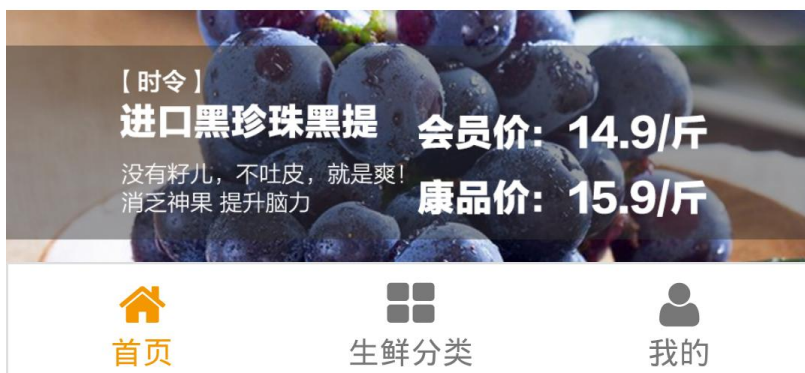 【时令】
进口黑珍珠黑提
会员价：14.9/斤
没有籽儿，不吐皮，就是爽！
康品价：15.9/斤
消乏神果 提升脑力
首页 生鲜分类 我的